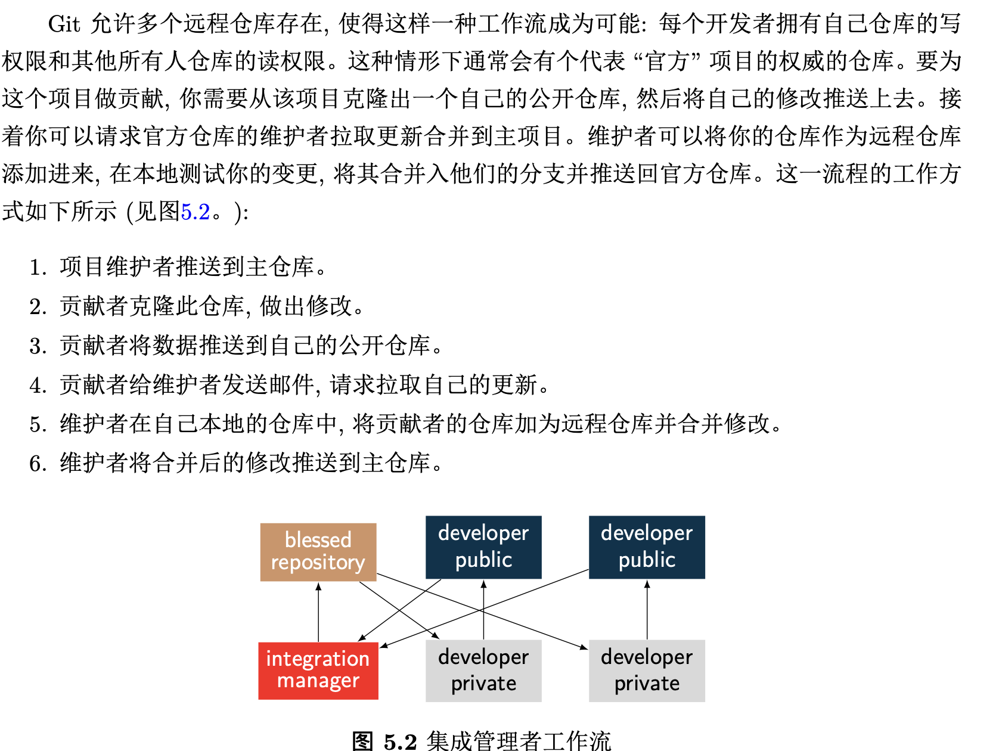 Git 允许多个远程仓库存在, 使得这样一种工作流成为可能: 每个开发者拥有自己仓库的写
权限和其他所有人仓库的读权限。这种情形下通常会有个代表 “官方” 项目的权威的仓库。要为
这个项目做贡献, 你需要从该项目克隆出一个自己的公开仓库, 然后将自己的修改推送上去。接
着你可以请求官方仓库的维护者拉取更新合并到主项目。维护者可以将你的仓库作为远程仓库
添加进来, 在本地测试你的变更, 将其合并入他们的分支并推送回官方仓库。这一流程的工作方
式如下所示 (见图5.2。):
1. 项目维护者推送到主仓库。
2. 贡献者克隆此仓库, 做出修改。
3. 贡献者将数据推送到自己的公开仓库。
4. 贡献者给维护者发送邮件, 请求拉取自己的更新。
5. 维护者在自己本地的仓库中, 将贡献者的仓库加为远程仓库并合并修改。
6. 维护者将合并后的修改推送到主仓库。
blessed
repository
developer
public
developer
public
integration
manager
developer
private
developer
private
图 5.2 集成管理者工作流